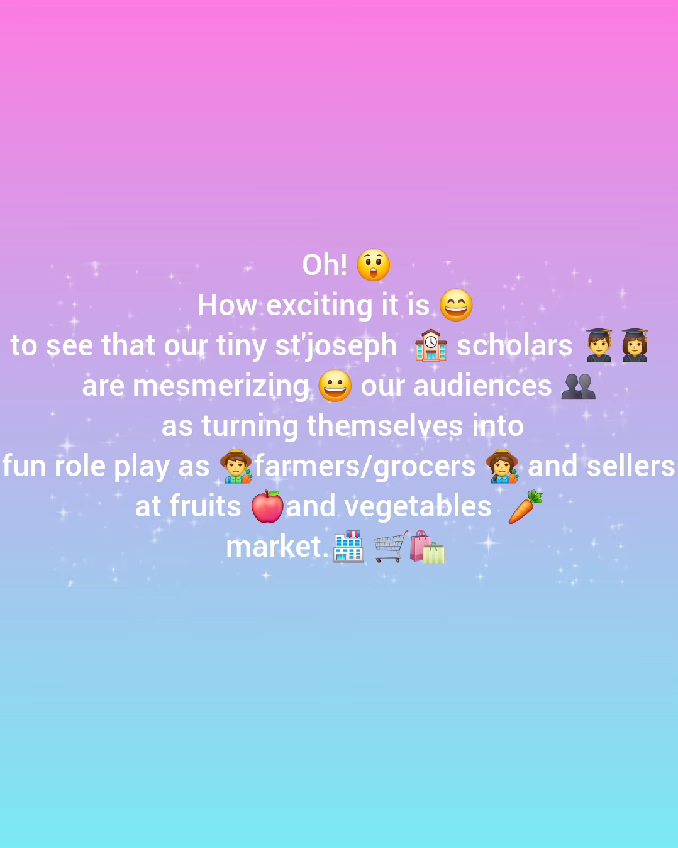 Oh! 😲
How exciting it is 😄
to see that our tiny st'joseph 🏫 scholars 👨‍🎓👩‍🎓
are mesmerizing 😀 our audiences 👥
as turning themselves into
fun role play as 👨‍🌾farmers/grocers 👩‍🌾 and sellers
at fruits 🍎and vegetables 🥕
market.🏪 🛒🛍️